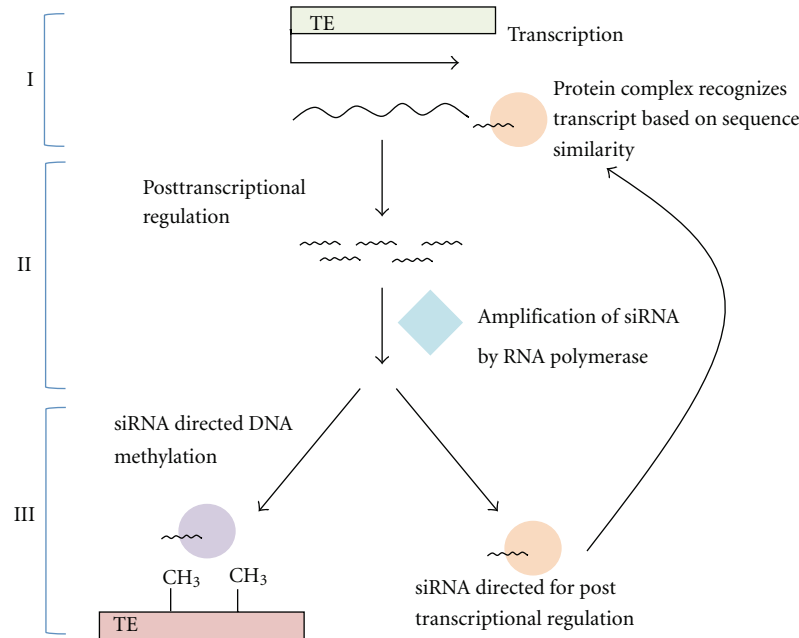 TE
Transcription
I
Protein complex recognizes
transcript based on sequence
similarity
Posttranscriptional
regulation
II
Amplification of siRNA
by RNA polymerase
siRNA directed DNA
methylation
III
CH₃
CH₃
TE
siRNA directed for post
transcriptional regulation